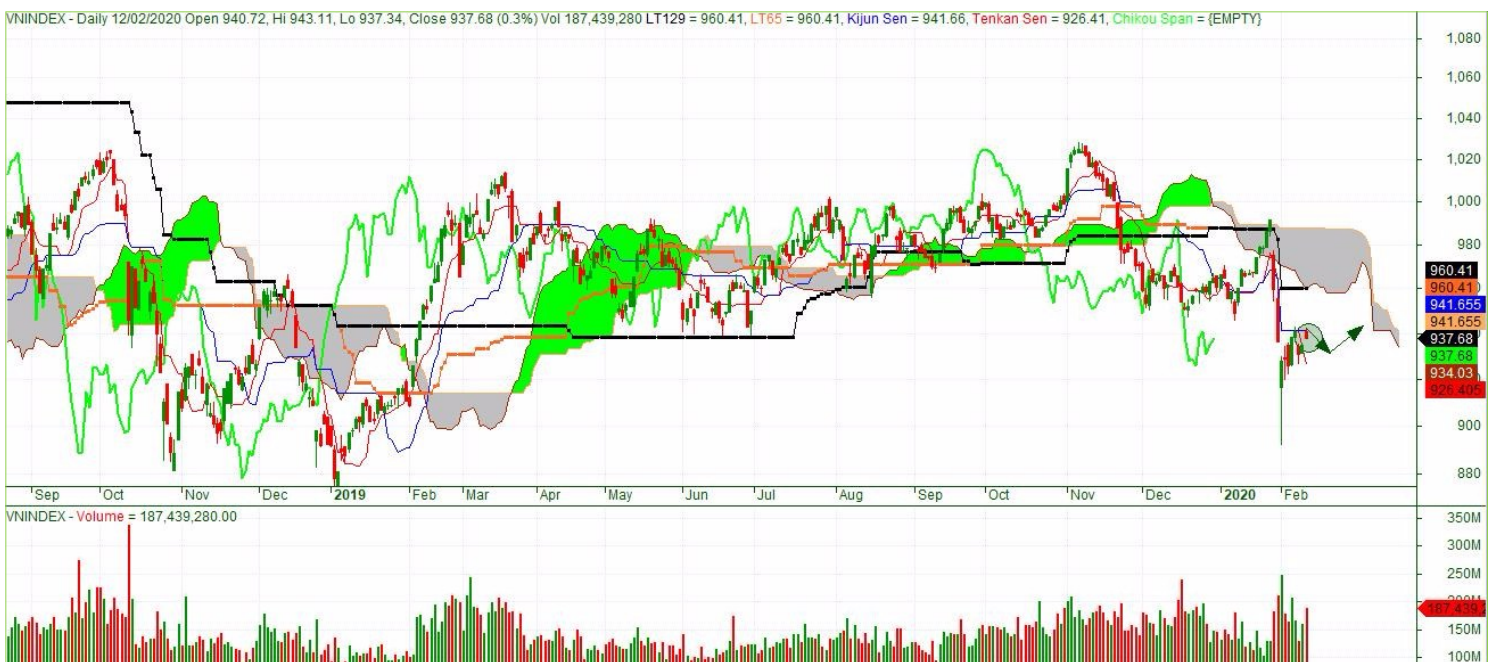 VNINDEX - Daily 12/02/2020 Open 940.72, Hi 943.11, Lo 937.34, Close 937.68 (0.3%) Vol 187,439,280 LT129 = 960.41, LT65 = 960.41, Kijun Sen = 941.66, Tenkan Sen = 926.41, Chikou Span = {EMPTY}
1,080
1,060
1,040
1,020
1,000
980
960.41
960.41
941.655
941.655
937.68
937.68
934.03
926.405
900
880
Sep Oct Nov Dec 2019 Feb Mar Apr May Jun Jul Aug Sep Oct Nov Dec 2020 Feb
VNINDEX - Volume = 187,439,280.00
350M
300M
250M
187,439,2
150M
100M